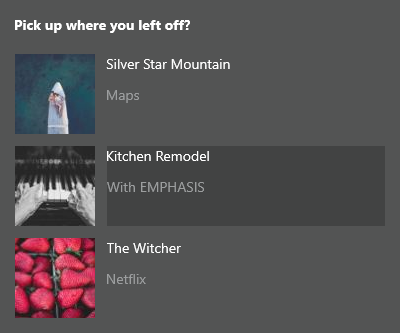 Pick up where you left off?
Silver Star Mountain
Maps
Kitchen Remodel
With EMPHASIS
The Witcher
Netflix